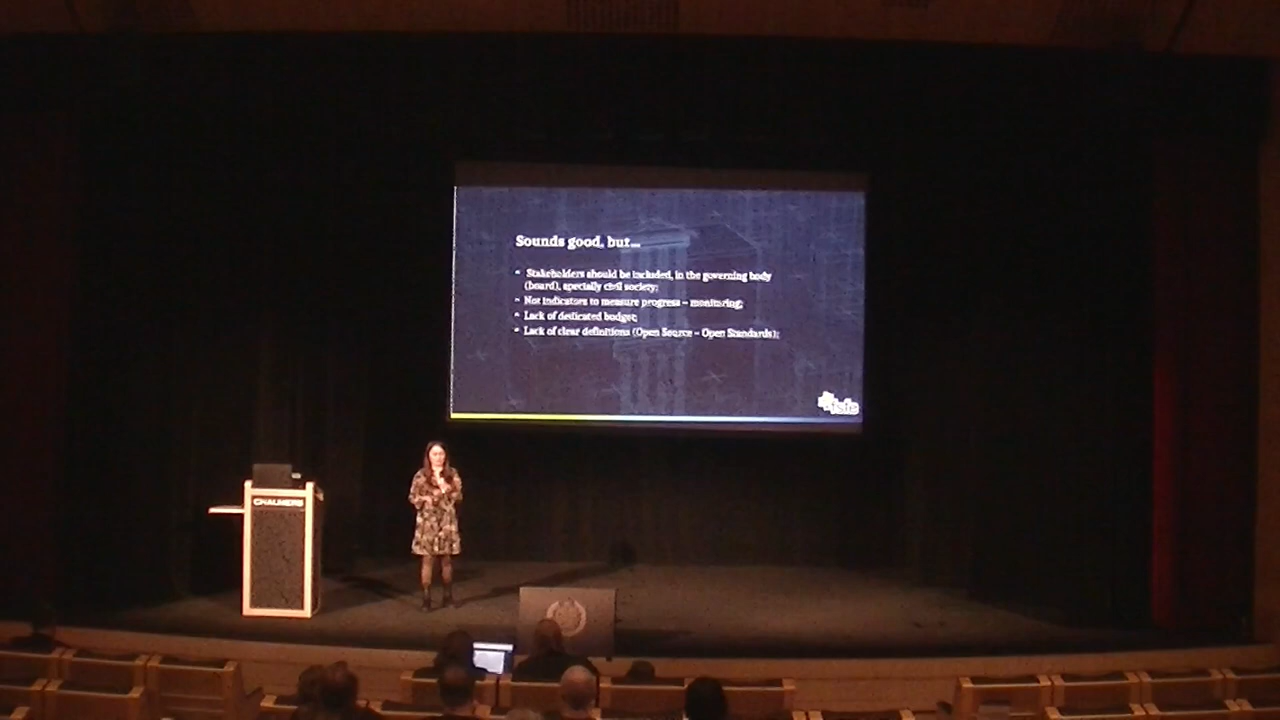 Sounds good, but...
• Stakeholders should be included, in the governing body
(board), specially civil society;
• Not indicators to measure progress – monitoring;
• Lack of dedicated budget;
• Lack of clear definitions (Open Source – Open Standards);
fsfe
CHALMERS